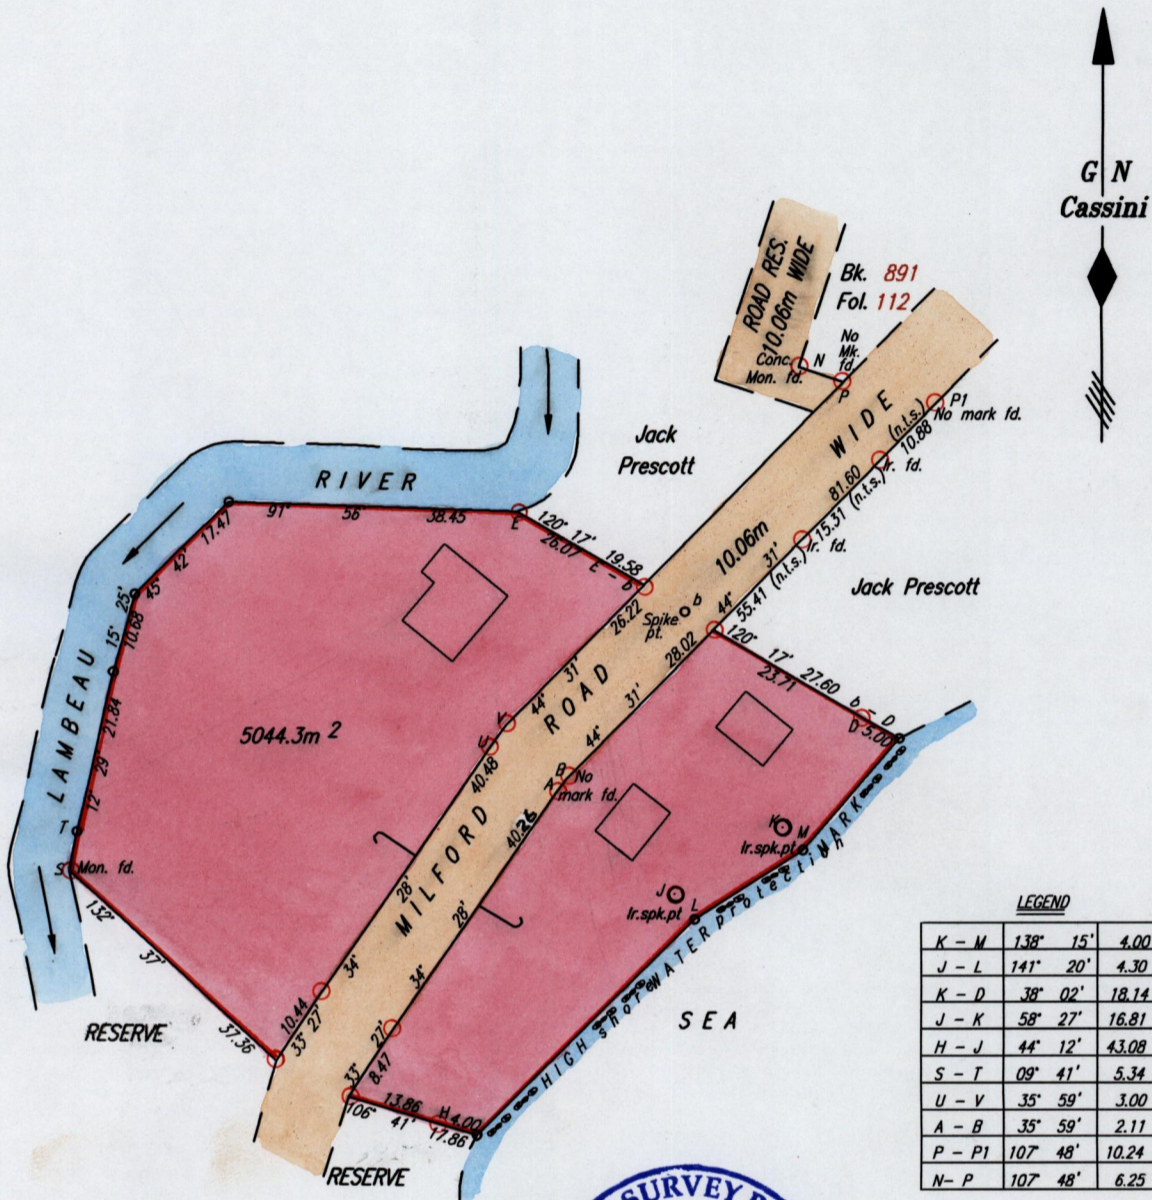 G N
Cassini
ROAD RES.
10.06m WIDE
Bk. 891
Fol. 112
No
Mk.
fd.
Conc.
Mon. fd.
N
P
P1
No mark fd.
(n.t.s.)
10.88
Ir. fd.
81.60 (n.t.s.)
15.31 (n.t.s.)
Ir. fd.
WIDE
10.06m
31'
44°
55.41 (n.t.s.)
Jack
Prescott
Jack Prescott
RIVER
91° 56' 38.45
E
120° 17' 19.58
26.07 E - b
17.47
45° 42'
15° 25'
10.68
21.84
12° 29'
LAMBEAU
T
S Mon. fd.
132° 37' 37.36
RESERVE
5044.3m 2
26.22
44° 31'
V
U
40.48
34° 28'
10.44
33° 27'
Spike
pt.
b
28.02
44° 31'
ROAD
MILFORD
B No
A mark fd.
40.26
34° 28'
33° 27'
8.47
120° 17' 27.60
23.71 b - D
D 5.00
K
Ir.spk.pt
M
J
Ir.spk.pt
L
HIGH shore WATER protection MARK
SEA
13.86 H 4.00
106° 41' 17.86
RESERVE
LEGEND
K - M 138° 15' 4.00
J - L 141° 20' 4.30
K - D 38° 02' 18.14
J - K 58° 27' 16.81
H - J 44° 12' 43.08
S - T 09° 41' 5.34
U - V 35° 59' 3.00
A - B 35° 59' 2.11
P - P1 107° 48' 10.24
N- P 107° 48' 6.25
SURVEY